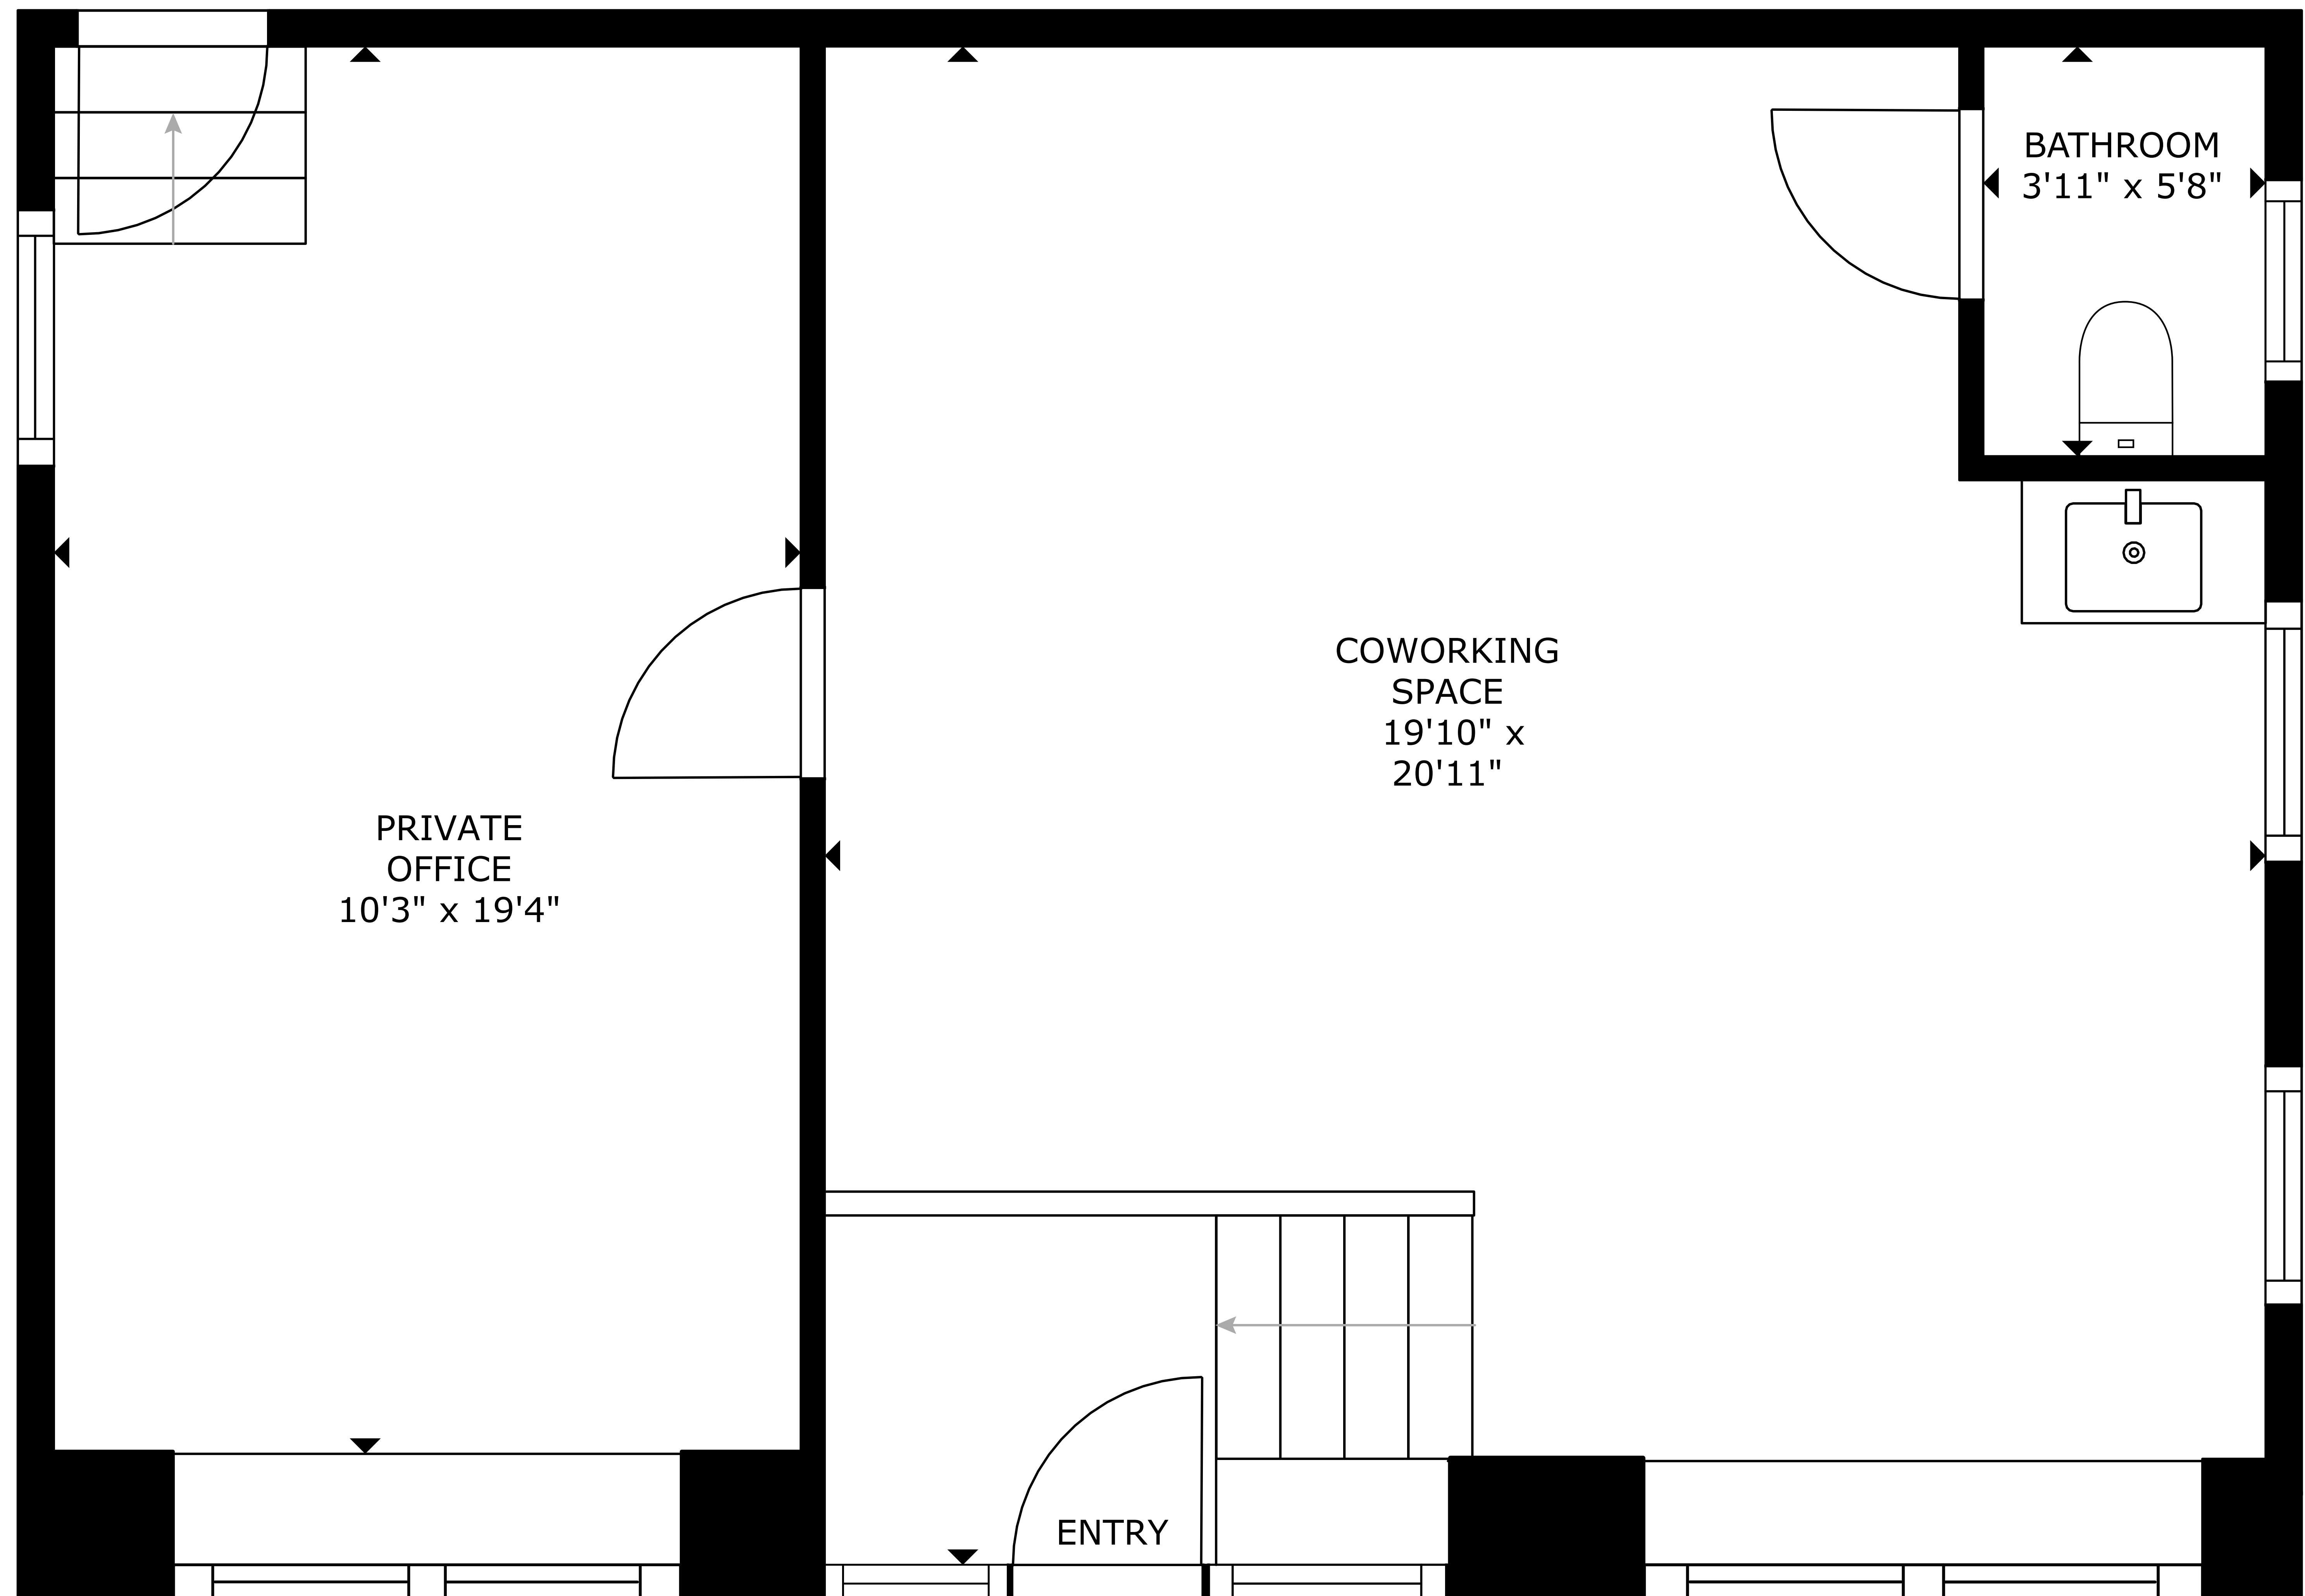 BATHROOM
3'11" x 5'8"
COWORKING
SPACE
19'10" x
20'11"
PRIVATE
OFFICE
10'3" x 19'4"
ENTRY